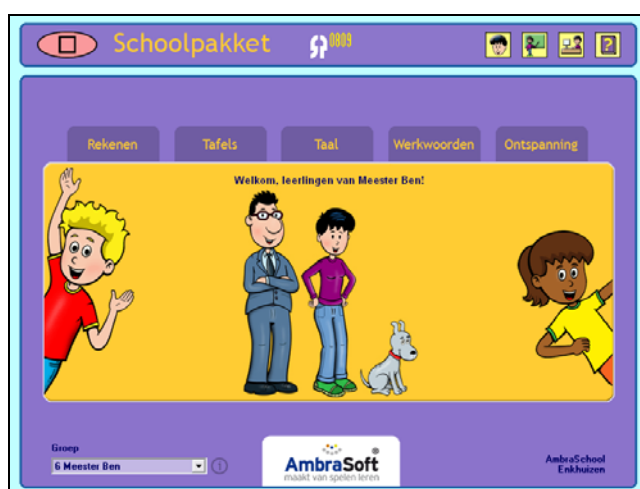 Schoolpakket
0809
Rekenen
Tafels
Taal
Werkwoorden
Ontspanning
Welkom, leerlingen van Meester Ben!
Groep
6 Meester Ben
AmbraSoft
maakt van spelen leren
AmbraSchool
Enkhuizen